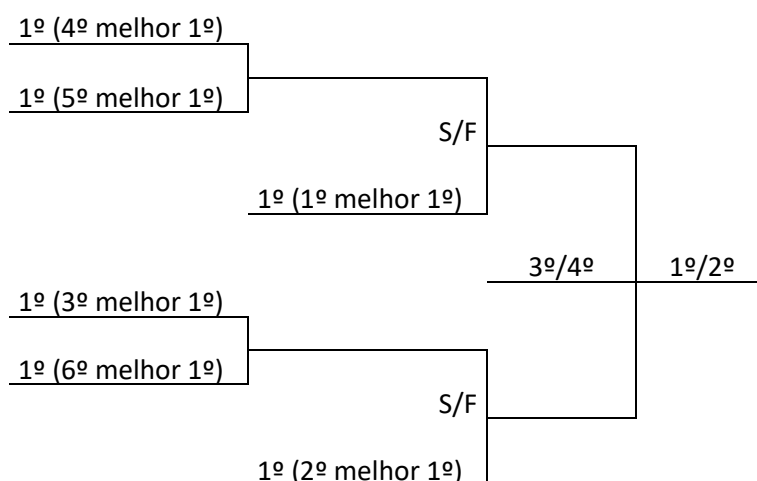 1º (4º melhor 1º)
1º (5º melhor 1º)
S/F
1º (1º melhor 1º)
3º/4º
1º/2º
1º (3º melhor 1º)
1º (6º melhor 1º)
S/F
1º (2º melhor 1º)